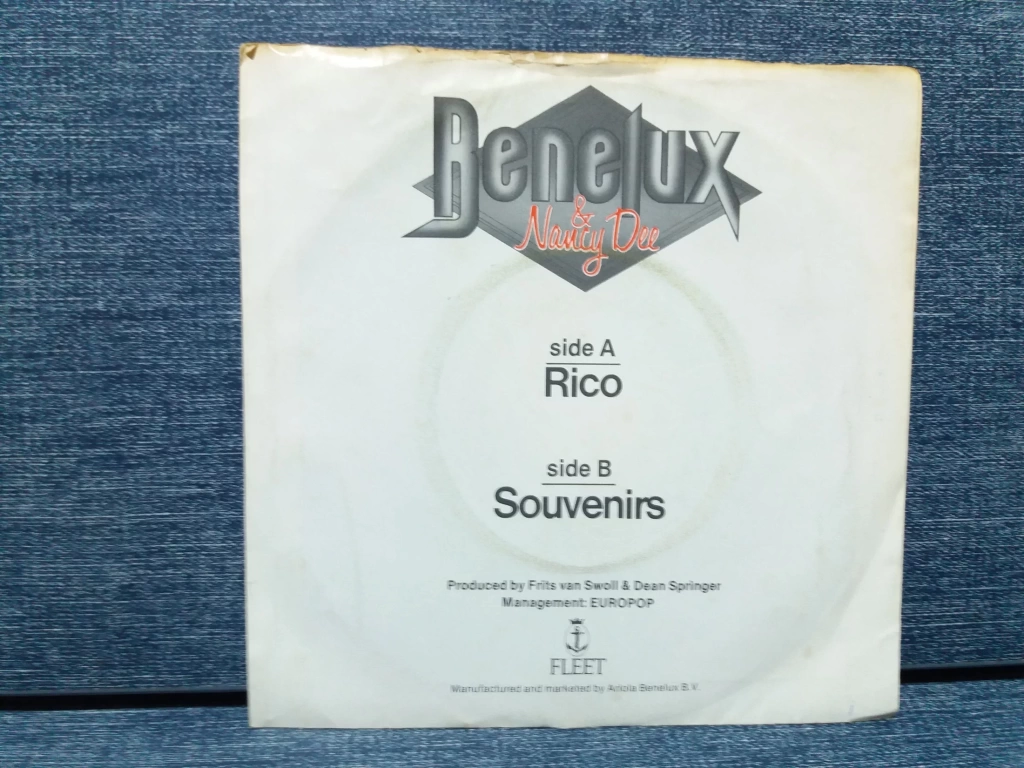 Benelux
&
Nancy Dee
side A
Rico
side B
Souvenirs
Produced by Frits van Swoll & Dean Springer
Management: EUROPOP
FLEET
Manufactured and marketed by Ariola Benelux B.V.